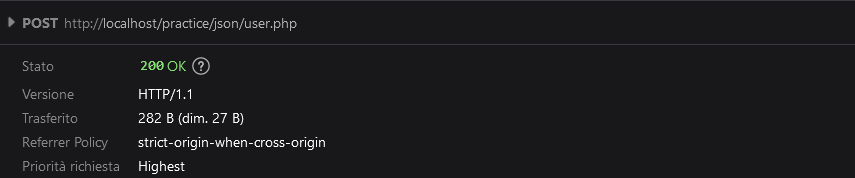 POST http://localhost/practice/json/user.php
Stato 200 OK ?
Versione HTTP/1.1
Trasferito 282 B (dim. 27 B)
Referrer Policy strict-origin-when-cross-origin
Priorità richiesta Highest